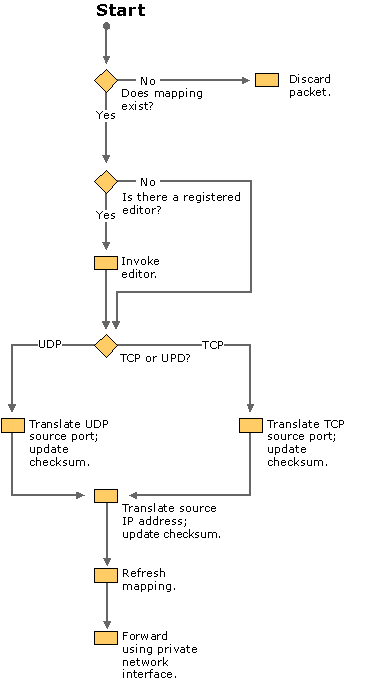 Start
No
Discard
packet.
Does mapping
exist?
Yes
No
Is there a registered
editor?
Yes
Invoke
editor.
UDP
TCP
TCP or UPD?
Translate UDP
source port;
update
checksum.
Translate TCP
source port;
update
checksum.
Translate source
IP address;
update checksum.
Refresh
mapping.
Forward
using private
network
interface.